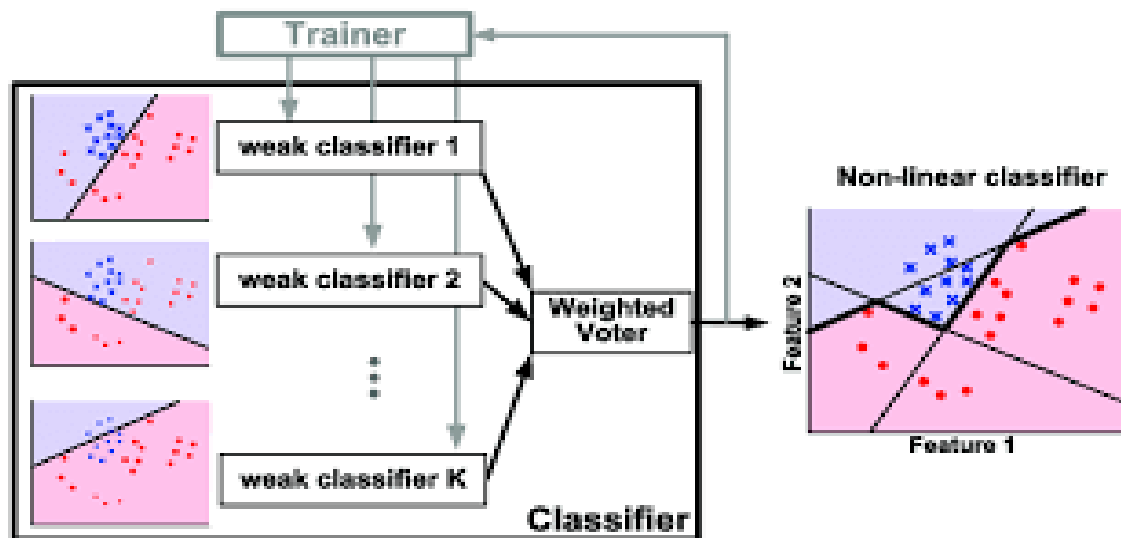 Trainer
weak classifier 1
weak classifier 2
weak classifier K
Weighted
Voter
Classifier
Non-linear classifier
Feature 2
Feature 1